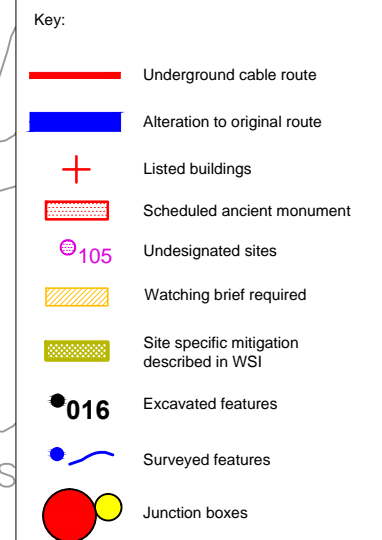 Key:
Underground cable route
Alteration to original route
Listed buildings
Scheduled ancient monument
105 Undesignated sites
Watching brief required
Site specific mitigation
described in WSI
016 Excavated features
Surveyed features
S
Junction boxes